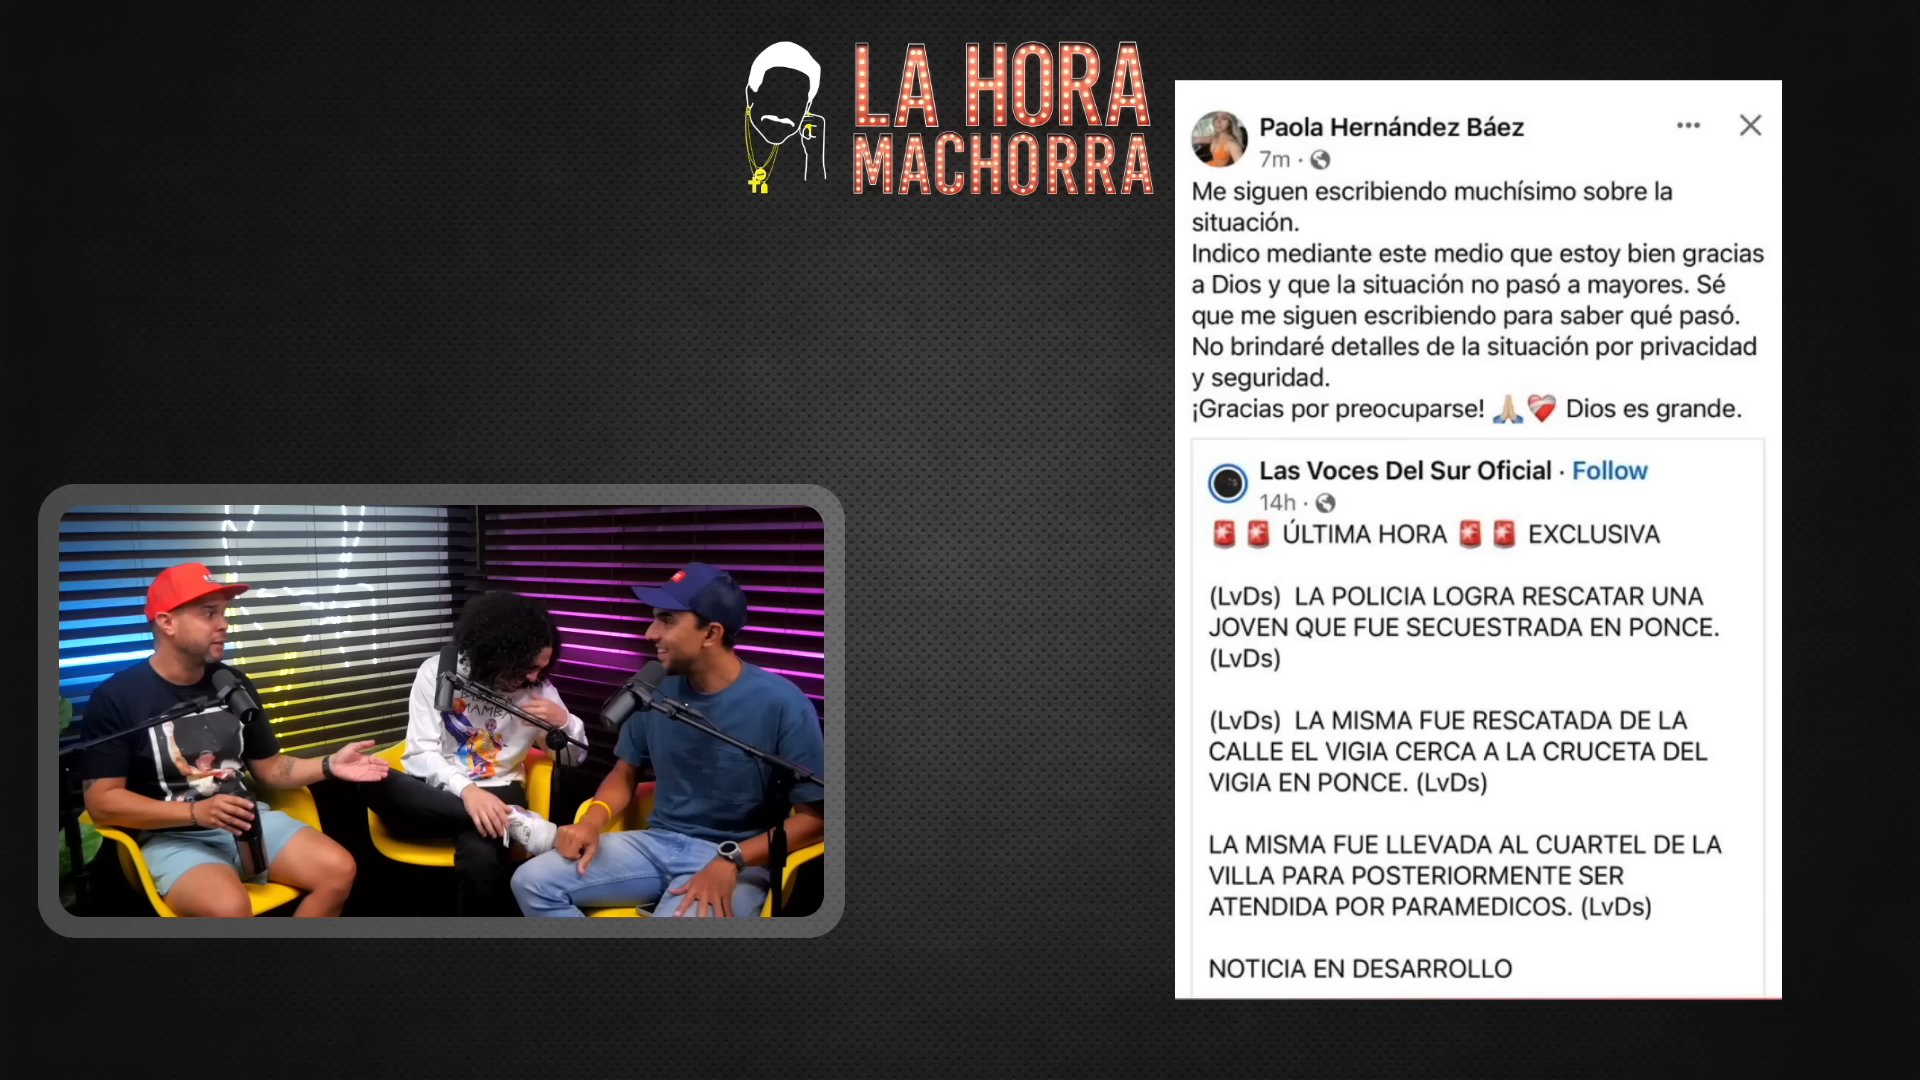 LA HORA
MACHORRA
Paola Hernández Báez
7m ·
Me siguen escribiendo muchísimo sobre la
situación.
Indico mediante este medio que estoy bien gracias
a Dios y que la situación no pasó a mayores. Sé
que me siguen escribiendo para saber qué pasó.
No brindaré detalles de la situación por privacidad
y seguridad.
¡Gracias por preocuparse! 🙏🏼❤️‍🩹 Dios es grande.
Las Voces Del Sur Oficial · Follow
14h ·
🚨🚨 ÚLTIMA HORA 🚨🚨 EXCLUSIVA
(LvDs) LA POLICIA LOGRA RESCATAR UNA
JOVEN QUE FUE SECUESTRADA EN PONCE.
(LvDs)
(LvDs) LA MISMA FUE RESCATADA DE LA
CALLE EL VIGIA CERCA A LA CRUCETA DEL
VIGIA EN PONCE. (LvDs)
LA MISMA FUE LLEVADA AL CUARTEL DE LA
VILLA PARA POSTERIORMENTE SER
ATENDIDA POR PARAMEDICOS. (LvDs)
NOTICIA EN DESARROLLO
MAMBA